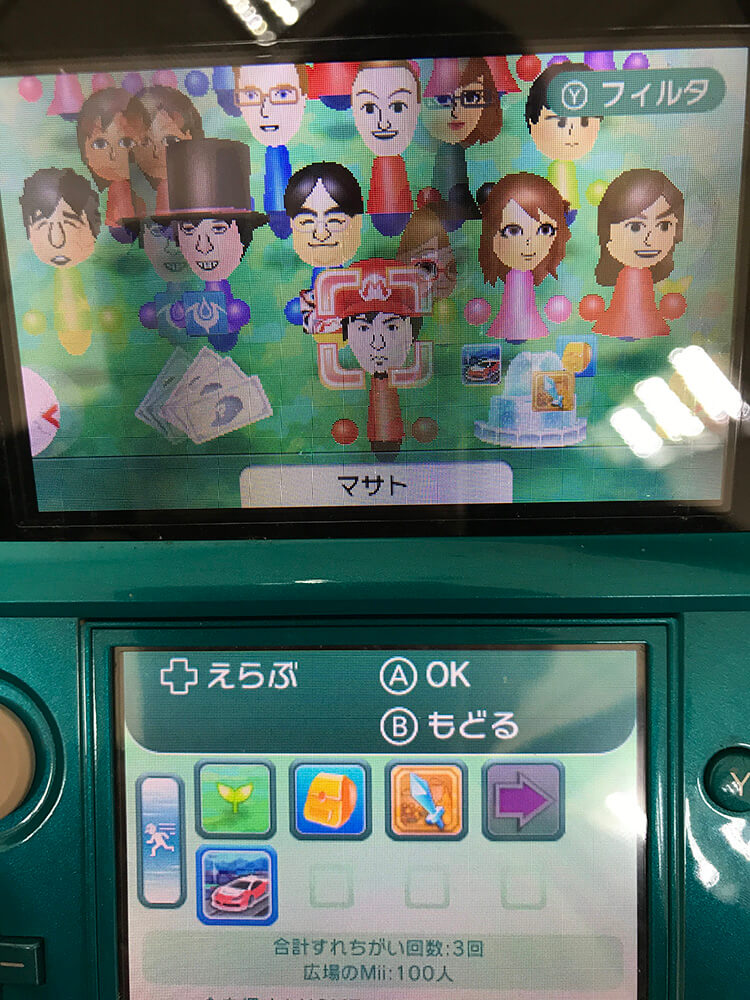 Ⓨ フィルタ
M
マサト
えらぶ Ⓐ OK
Ⓑ もどる
合計すれちがい回数:3回
広場のMii:100人
Y